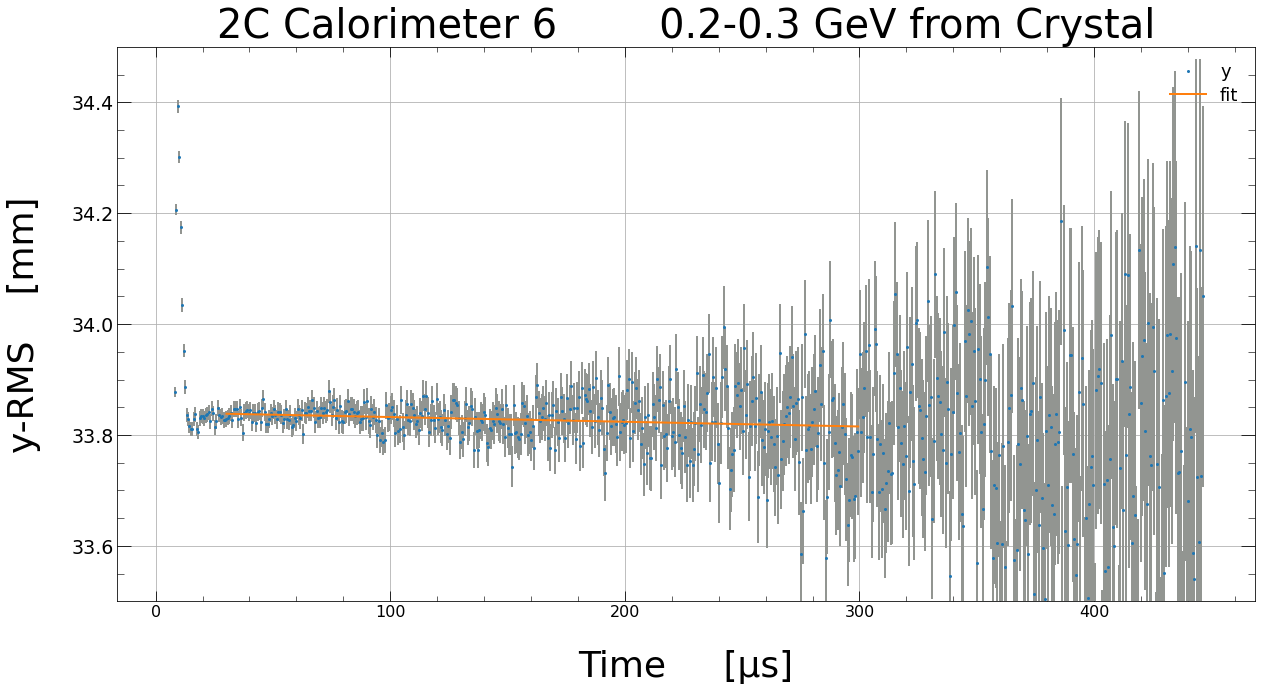 2C Calorimeter 6 0.2-0.3 GeV from Crystal
y
fit
34.4
34.2
34.0
33.8
33.6
y-RMS [mm]
0 100 200 300 400
Time [μs]